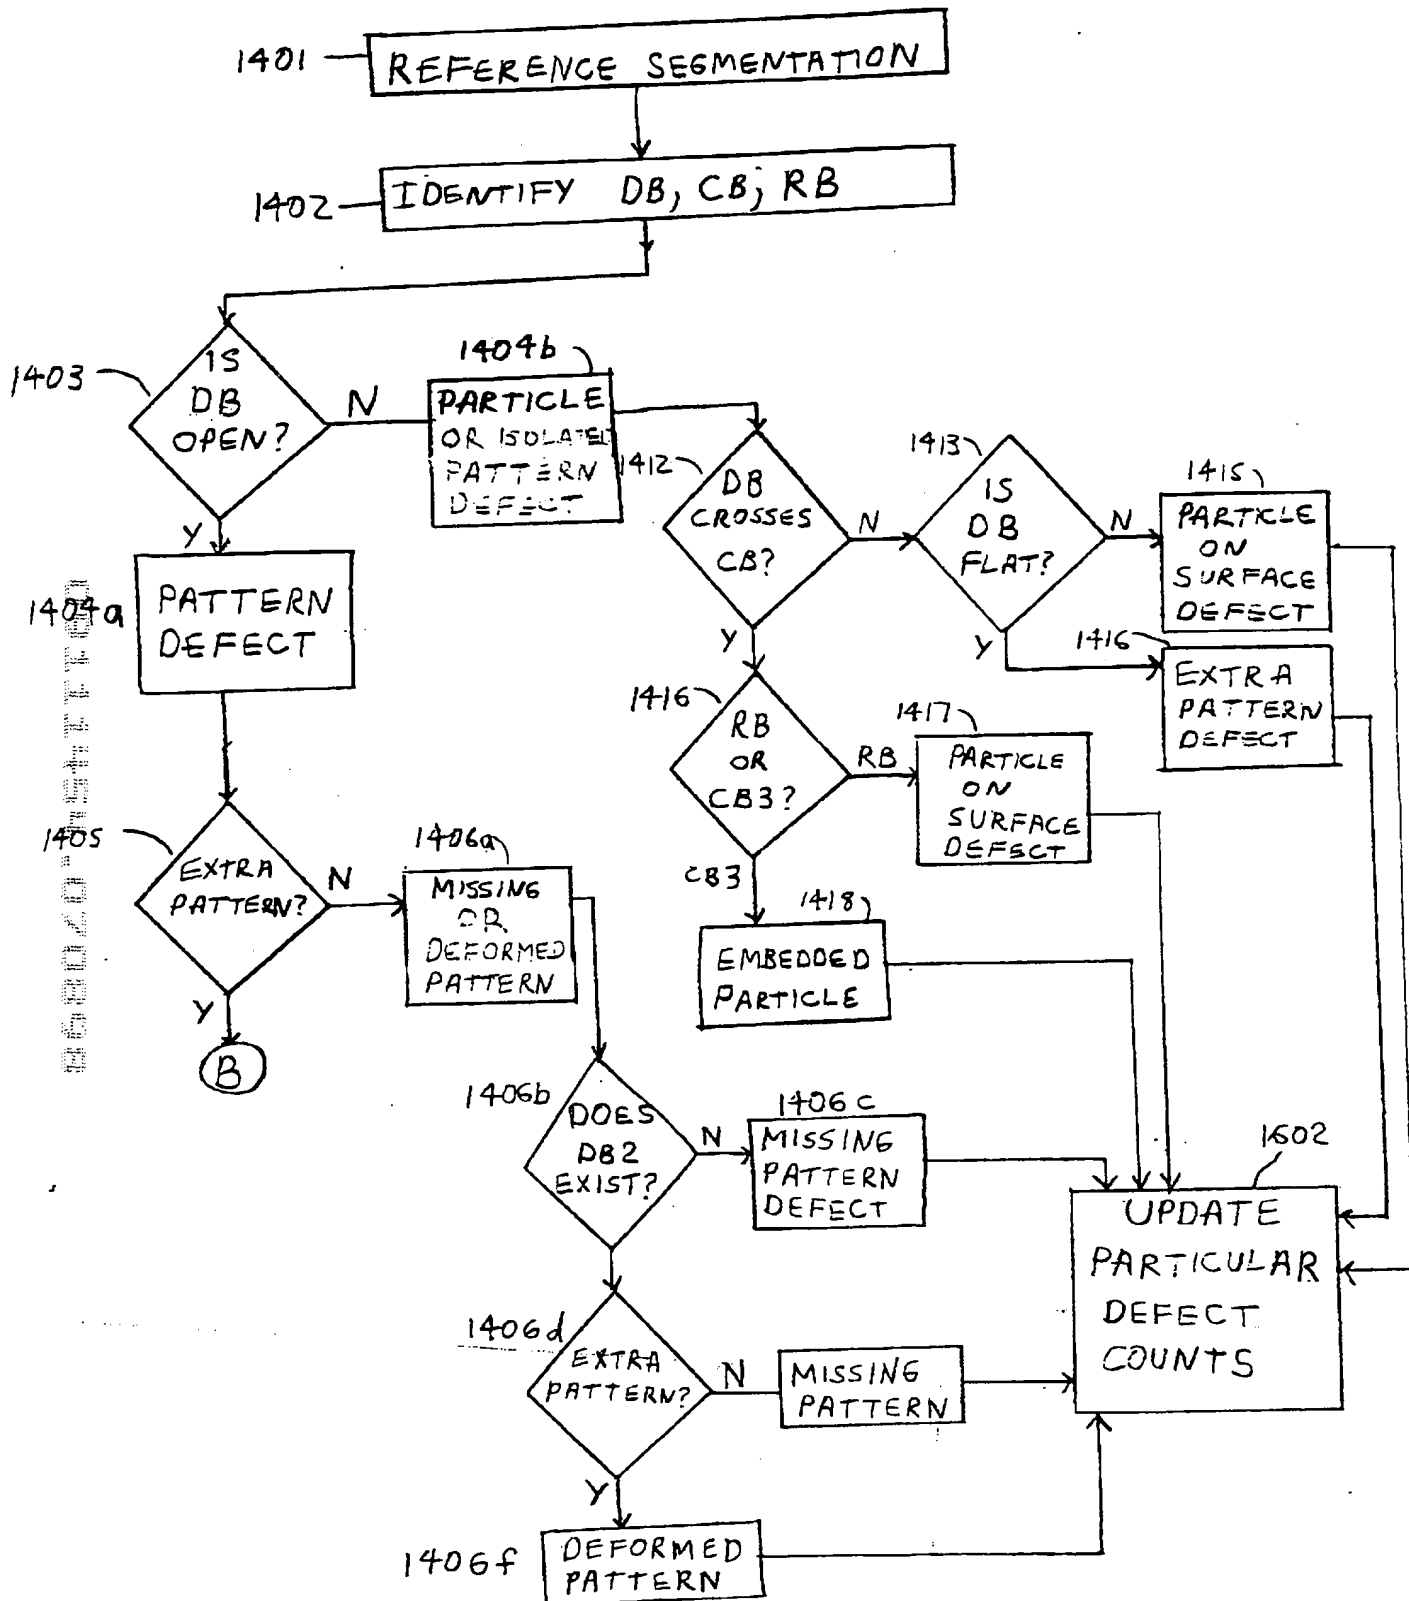 1401
REFERENCE SEGMENTATION
1402
IDENTIFY DB, CB, RB
1403
IS
DB
OPEN?
N
Y
1404b
PARTICLE
OR ISOLATED
PATTERN
DEFECT
1412
DB
CROSSES
CB?
N
Y
1413
IS
DB
FLAT?
N
Y
1415
PARTICLE
ON
SURFACE
DEFECT
1416
EXTRA
PATTERN
DEFECT
1404a
PATTERN
DEFECT
1416
RB
OR
CB3?
RB
CB3
1417
PARTICLE
ON
SURFACE
DEFECT
1418
EMBEDDED
PARTICLE
1405
EXTRA
PATTERN?
N
Y
B
1406a
MISSING
OR
DEFORMED
PATTERN
1406b
DOES
DB2
EXIST?
N
1406c
MISSING
PATTERN
DEFECT
1602
UPDATE
PARTICULAR
DEFECT
COUNTS
1406d
EXTRA
PATTERN?
N
Y
MISSING
PATTERN
1406f
DEFORMED
PATTERN